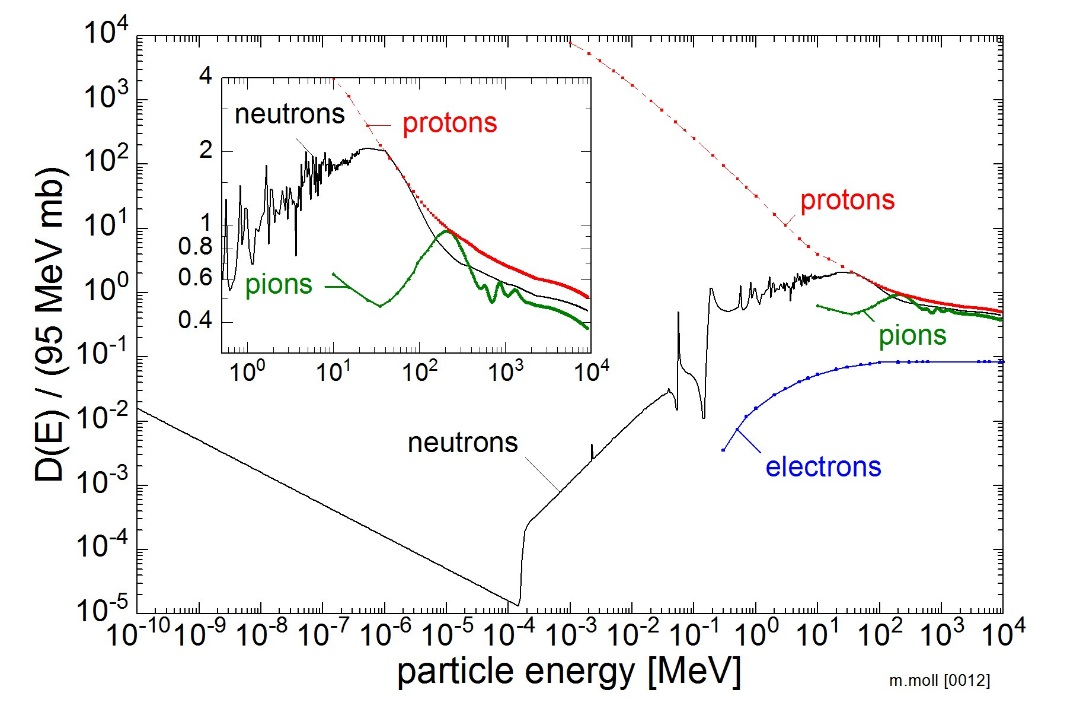 10^4
10^3
10^2
10^1
10^0
10^-1
10^-2
10^-3
10^-4
10^-5
D(E) / (95 MeV mb)
4
2
1
0.8
0.6
0.4
neutrons
protons
pions
10^0 10^1 10^2 10^3 10^4
protons
pions
neutrons
electrons
10^-10 10^-9 10^-8 10^-7 10^-6 10^-5 10^-4 10^-3 10^-2 10^-1 10^0 10^1 10^2 10^3 10^4
particle energy [MeV]
m.moll [0012]